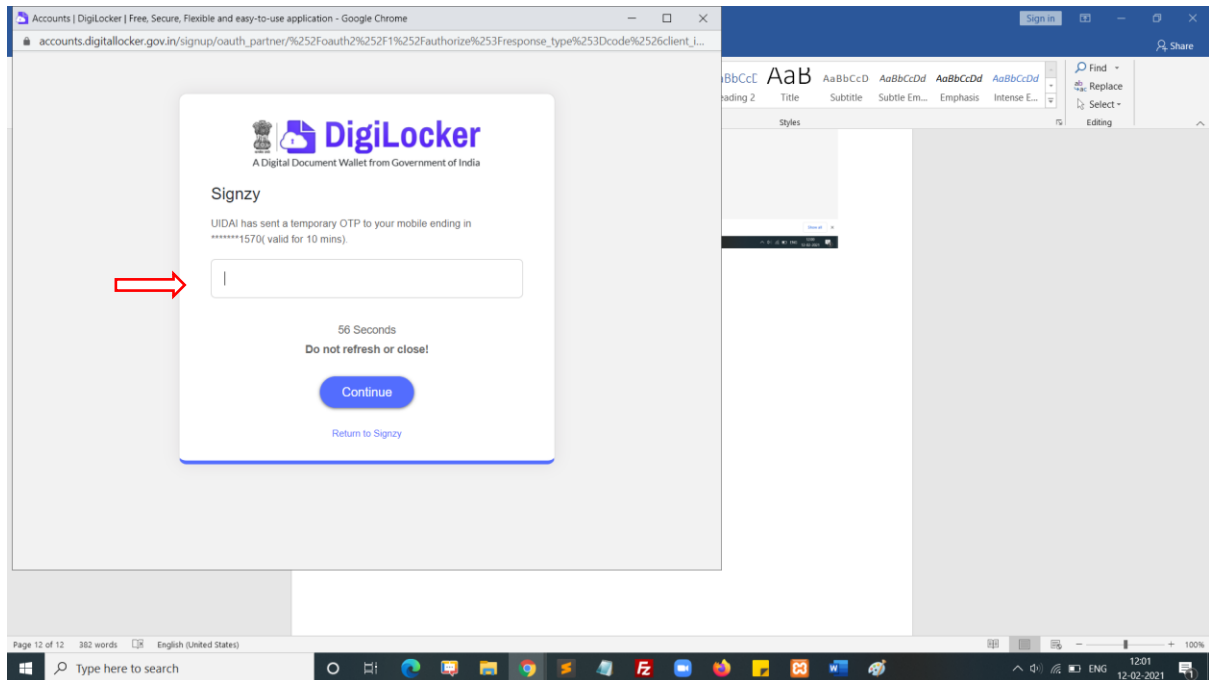 Accounts | DigiLocker | Free, Secure, Flexible and easy-to-use application - Google Chrome
accounts.digitallocker.gov.in/signup/oauth_partner/%252Foauth2%252F1%252Fauthorize%253Fresponse_type%253Dcode%2526client_i...
Sign in
Share
DigiLocker
A Digital Document Wallet from Government of India
Signzy
UIDAI has sent a temporary OTP to your mobile ending in
*******1570( valid for 10 mins).
56 Seconds
Do not refresh or close!
Continue
Return to Signzy
AaB AaBbCcD AaBbCcDd AaBbCcDd AaBbCcDd
eading 2 Title Subtitle Subtle Em... Emphasis Intense E...
Styles
Find
Replace
Select
Editing
Page 12 of 12 382 words English (United States)
100%
Type here to search
ENG
12:01
12-02-2021